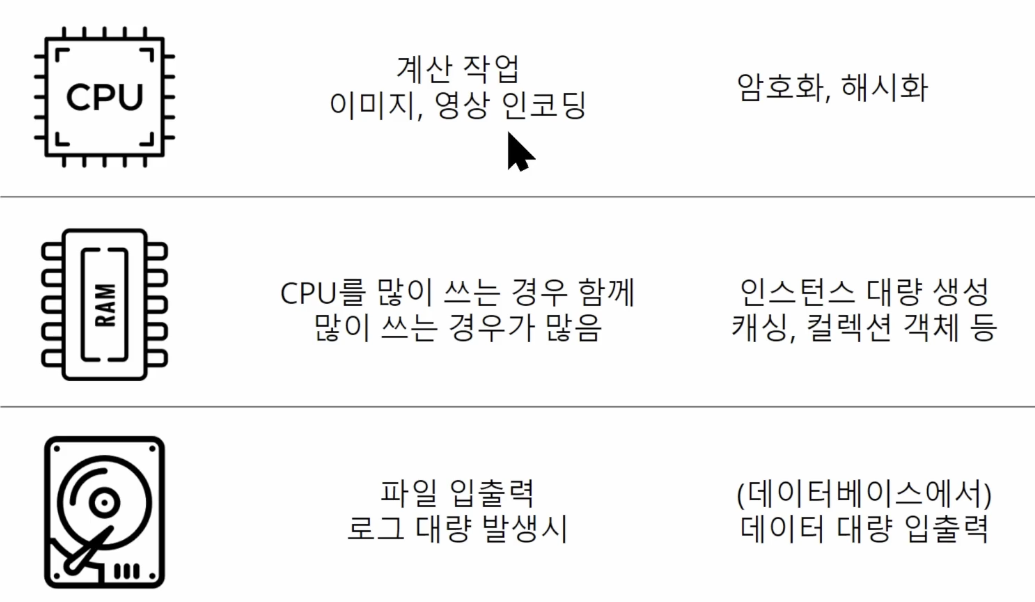 CPU
계산 작업
이미지, 영상 인코딩
암호화, 해시화
RAM
CPU를 많이 쓰는 경우 함께
많이 쓰는 경우가 많음
인스턴스 대량 생성
캐싱, 컬렉션 객체 등
파일 입출력
로그 대량 발생시
(데이터베이스에서)
데이터 대량 입출력